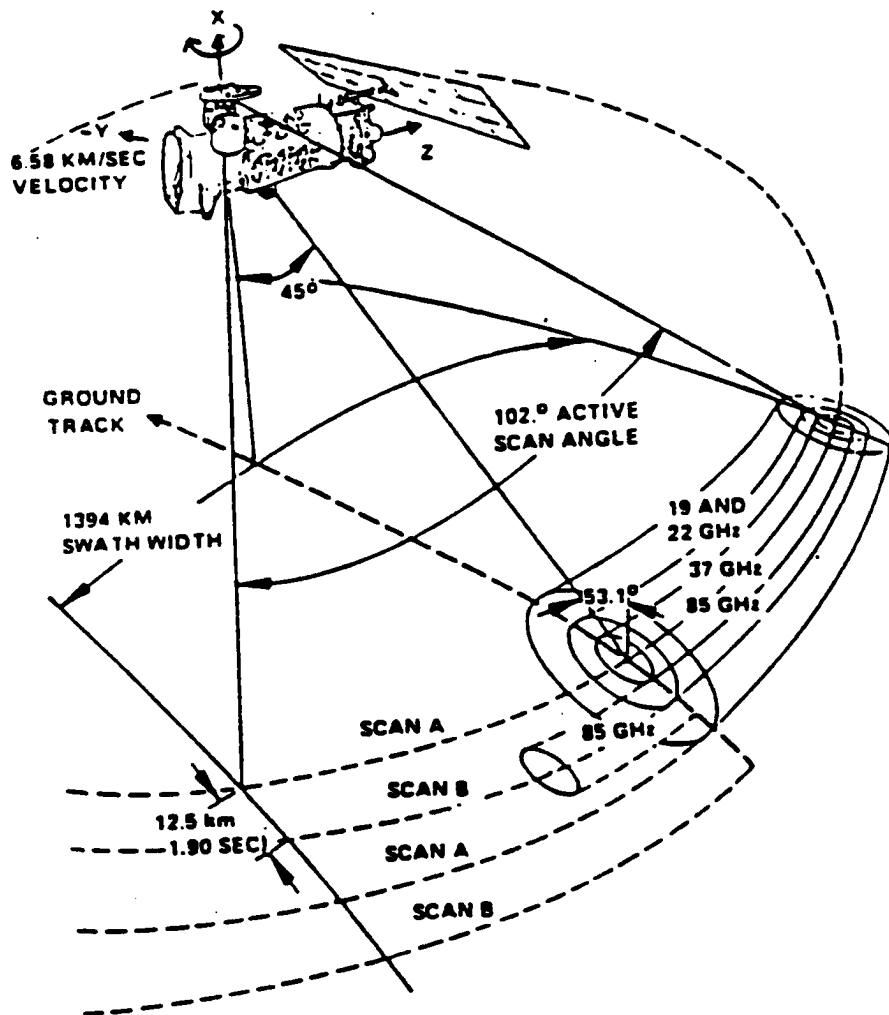 X
-Y
6.58 KM/SEC
VELOCITY
Z
45°
GROUND
TRACK
102.° ACTIVE
SCAN ANGLE
1394 KM
SWATH WIDTH
19 AND
22 GHz
37 GHz
53.1°
85 GHz
SCAN A
85 GHz
SCAN B
12.5 km
1.90 SEC)
SCAN A
SCAN B